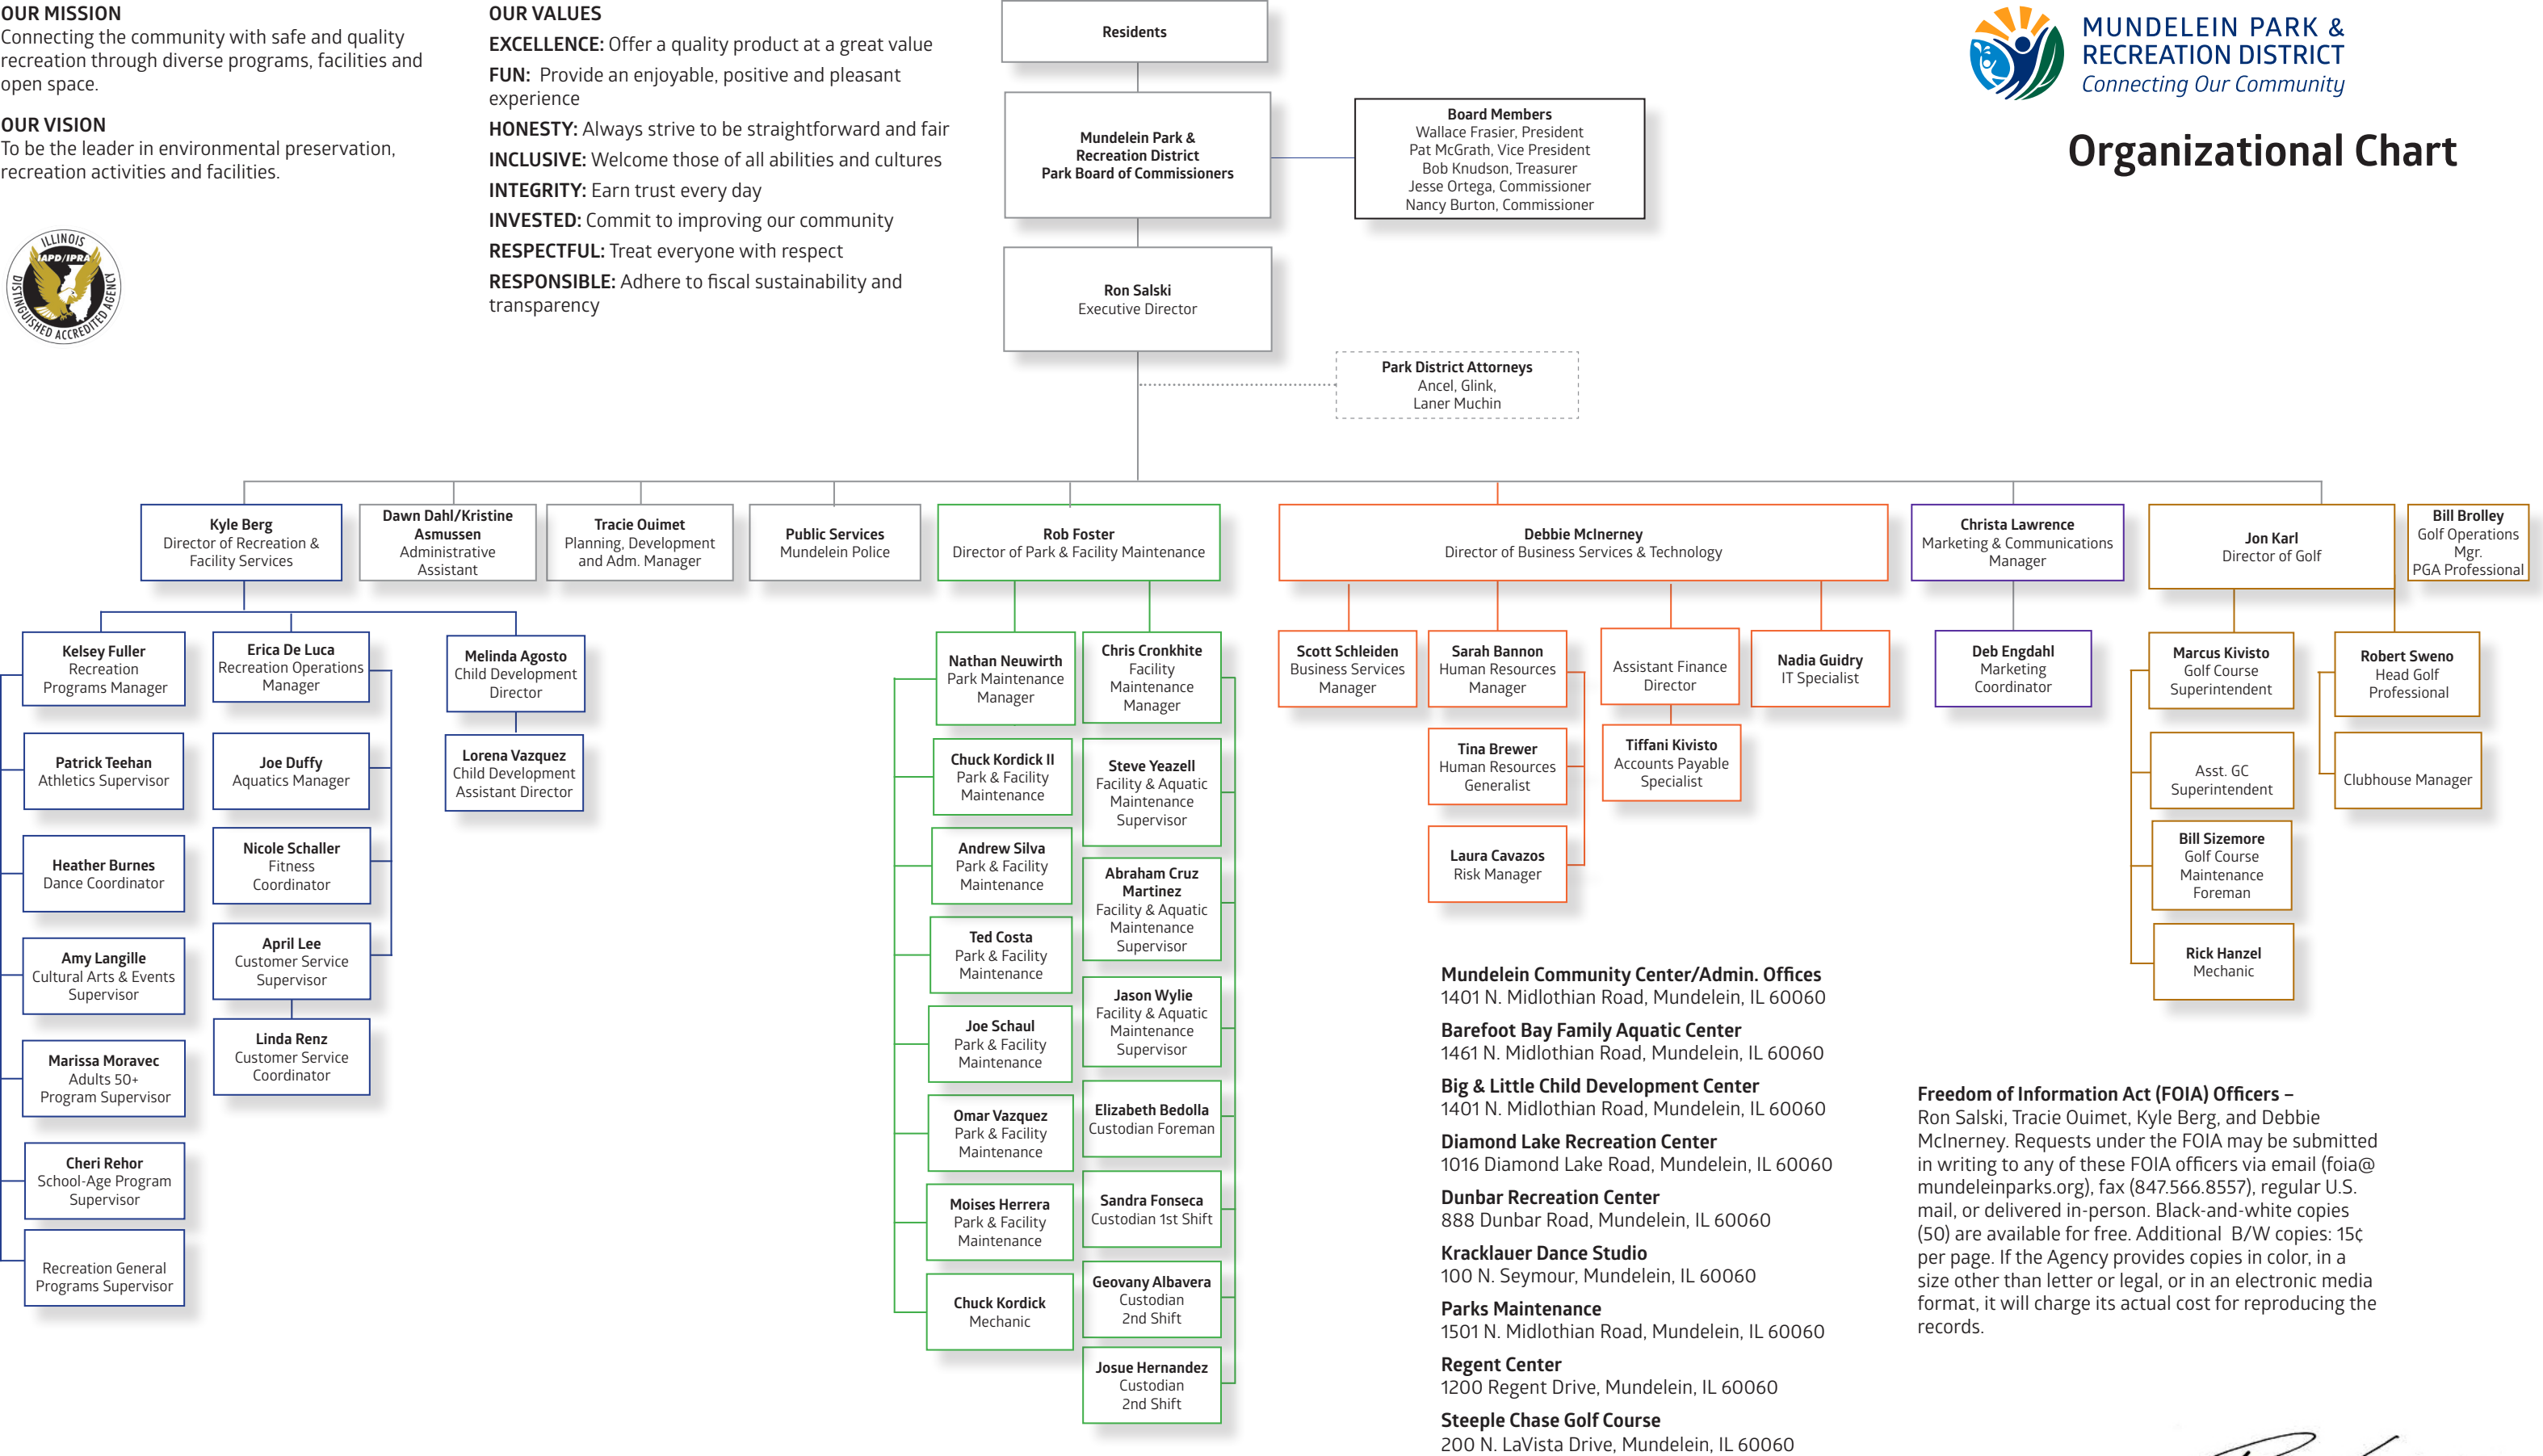 OUR MISSION
Connecting the community with safe and quality
recreation through diverse programs, facilities and
open space.
OUR VISION
To be the leader in environmental preservation,
recreation activities and facilities.
ILLINOIS
IAPD/IPRA
DISTINGUISHED ACCREDITED AGENCY
OUR VALUES
EXCELLENCE: Offer a quality product at a great value
FUN: Provide an enjoyable, positive and pleasant
experience
HONESTY: Always strive to be straightforward and fair
INCLUSIVE: Welcome those of all abilities and cultures
INTEGRITY: Earn trust every day
INVESTED: Commit to improving our community
RESPECTFUL: Treat everyone with respect
RESPONSIBLE: Adhere to fiscal sustainability and
transparency
Residents
Mundelein Park &
Recreation District
Park Board of Commissioners
Board Members
Wallace Frasier, President
Pat McGrath, Vice President
Bob Knudson, Treasurer
Jesse Ortega, Commissioner
Nancy Burton, Commissioner
Ron Salski
Executive Director
Park District Attorneys
Ancel, Glink,
Laner Muchin
MUNDELEIN PARK &
RECREATION DISTRICT
Connecting Our Community
Organizational Chart
Kyle Berg
Director of Recreation &
Facility Services
Dawn Dahl/Kristine
Asmussen
Administrative
Assistant
Tracie Ouimet
Planning, Development
and Adm. Manager
Public Services
Mundelein Police
Rob Foster
Director of Park & Facility Maintenance
Debbie McInerney
Director of Business Services & Technology
Christa Lawrence
Marketing & Communications
Manager
Jon Karl
Director of Golf
Bill Brolley
Golf Operations
Mgr.
PGA Professional
Kelsey Fuller
Recreation
Programs Manager
Patrick Teehan
Athletics Supervisor
Heather Burnes
Dance Coordinator
Amy Langille
Cultural Arts & Events
Supervisor
Marissa Moravec
Adults 50+
Program Supervisor
Cheri Rehor
School-Age Program
Supervisor
Recreation General
Programs Supervisor
Erica De Luca
Recreation Operations
Manager
Joe Duffy
Aquatics Manager
Nicole Schaller
Fitness
Coordinator
April Lee
Customer Service
Supervisor
Linda Renz
Customer Service
Coordinator
Melinda Agosto
Child Development
Director
Lorena Vazquez
Child Development
Assistant Director
Nathan Neuwirth
Park Maintenance
Manager
Chuck Kordick II
Park & Facility
Maintenance
Andrew Silva
Park & Facility
Maintenance
Ted Costa
Park & Facility
Maintenance
Joe Schaul
Park & Facility
Maintenance
Omar Vazquez
Park & Facility
Maintenance
Moises Herrera
Park & Facility
Maintenance
Chuck Kordick
Mechanic
Chris Cronkhite
Facility
Maintenance
Manager
Steve Yeazell
Facility & Aquatic
Maintenance
Supervisor
Abraham Cruz
Martinez
Facility & Aquatic
Maintenance
Supervisor
Jason Wylie
Facility & Aquatic
Maintenance
Supervisor
Elizabeth Bedolla
Custodian Foreman
Sandra Fonseca
Custodian 1st Shift
Geovany Albavera
Custodian
2nd Shift
Josue Hernandez
Custodian
2nd Shift
Scott Schleiden
Business Services
Manager
Sarah Bannon
Human Resources
Manager
Tina Brewer
Human Resources
Generalist
Laura Cavazos
Risk Manager
Assistant Finance
Director
Tiffani Kivisto
Accounts Payable
Specialist
Nadia Guidry
IT Specialist
Deb Engdahl
Marketing
Coordinator
Marcus Kivisto
Golf Course
Superintendent
Asst. GC
Superintendent
Bill Sizemore
Golf Course
Maintenance
Foreman
Rick Hanzel
Mechanic
Robert Sweno
Head Golf
Professional
Clubhouse Manager
Mundelein Community Center/Admin. Offices
1401 N. Midlothian Road, Mundelein, IL 60060
Barefoot Bay Family Aquatic Center
1461 N. Midlothian Road, Mundelein, IL 60060
Big & Little Child Development Center
1401 N. Midlothian Road, Mundelein, IL 60060
Diamond Lake Recreation Center
1016 Diamond Lake Road, Mundelein, IL 60060
Dunbar Recreation Center
888 Dunbar Road, Mundelein, IL 60060
Kracklauer Dance Studio
100 N. Seymour, Mundelein, IL 60060
Parks Maintenance
1501 N. Midlothian Road, Mundelein, IL 60060
Regent Center
1200 Regent Drive, Mundelein, IL 60060
Steeple Chase Golf Course
200 N. LaVista Drive, Mundelein, IL 60060
Freedom of Information Act (FOIA) Officers –
Ron Salski, Tracie Ouimet, Kyle Berg, and Debbie
McInerney. Requests under the FOIA may be submitted
in writing to any of these FOIA officers via email (foia@
mundeleinparks.org), fax (847.566.8557), regular U.S.
mail, or delivered in-person. Black-and-white copies
(50) are available for free. Additional B/W copies: 15¢
per page. If the Agency provides copies in color, in a
size other than letter or legal, or in an electronic media
format, it will charge its actual cost for reproducing the
records.